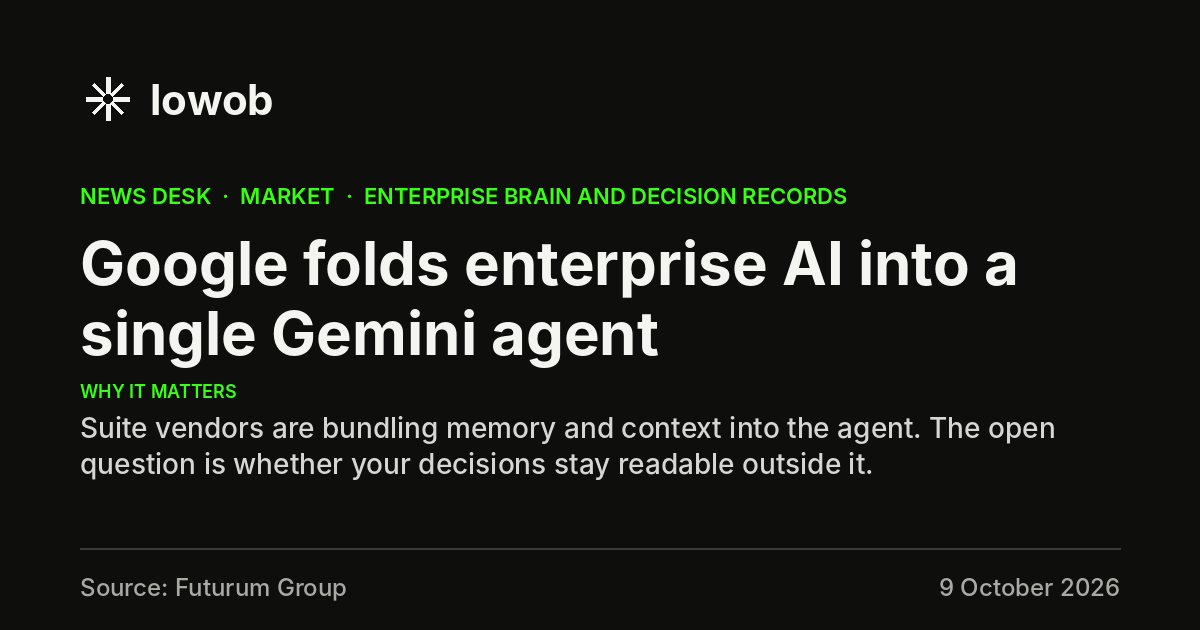 lowob
NEWS DESK · MARKET · ENTERPRISE BRAIN AND DECISION RECORDS
Google folds enterprise AI into a
single Gemini agent
WHY IT MATTERS
Suite vendors are bundling memory and context into the agent. The open
question is whether your decisions stay readable outside it.
Source: Futurum Group
9 October 2026